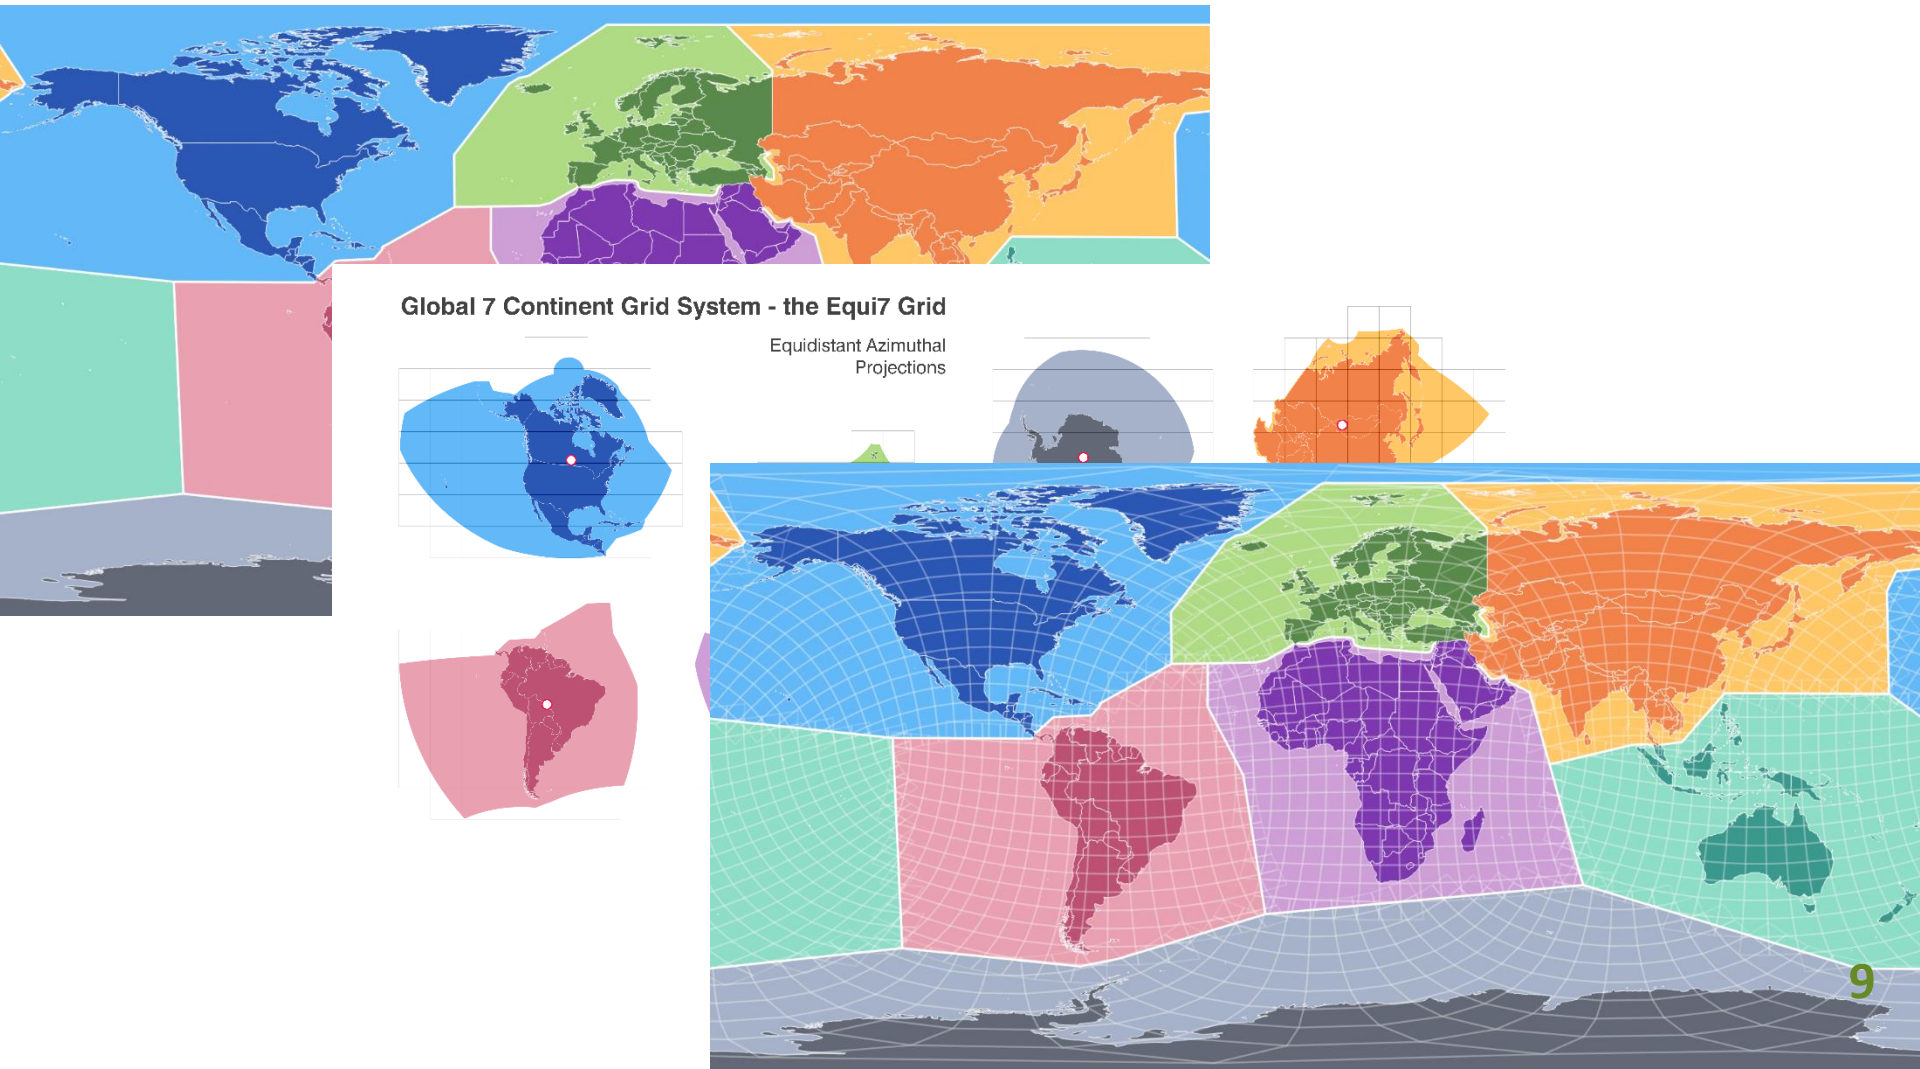 Global 7 Continent Grid System - the Equi7 Grid
Equidistant Azimuthal
Projections
9